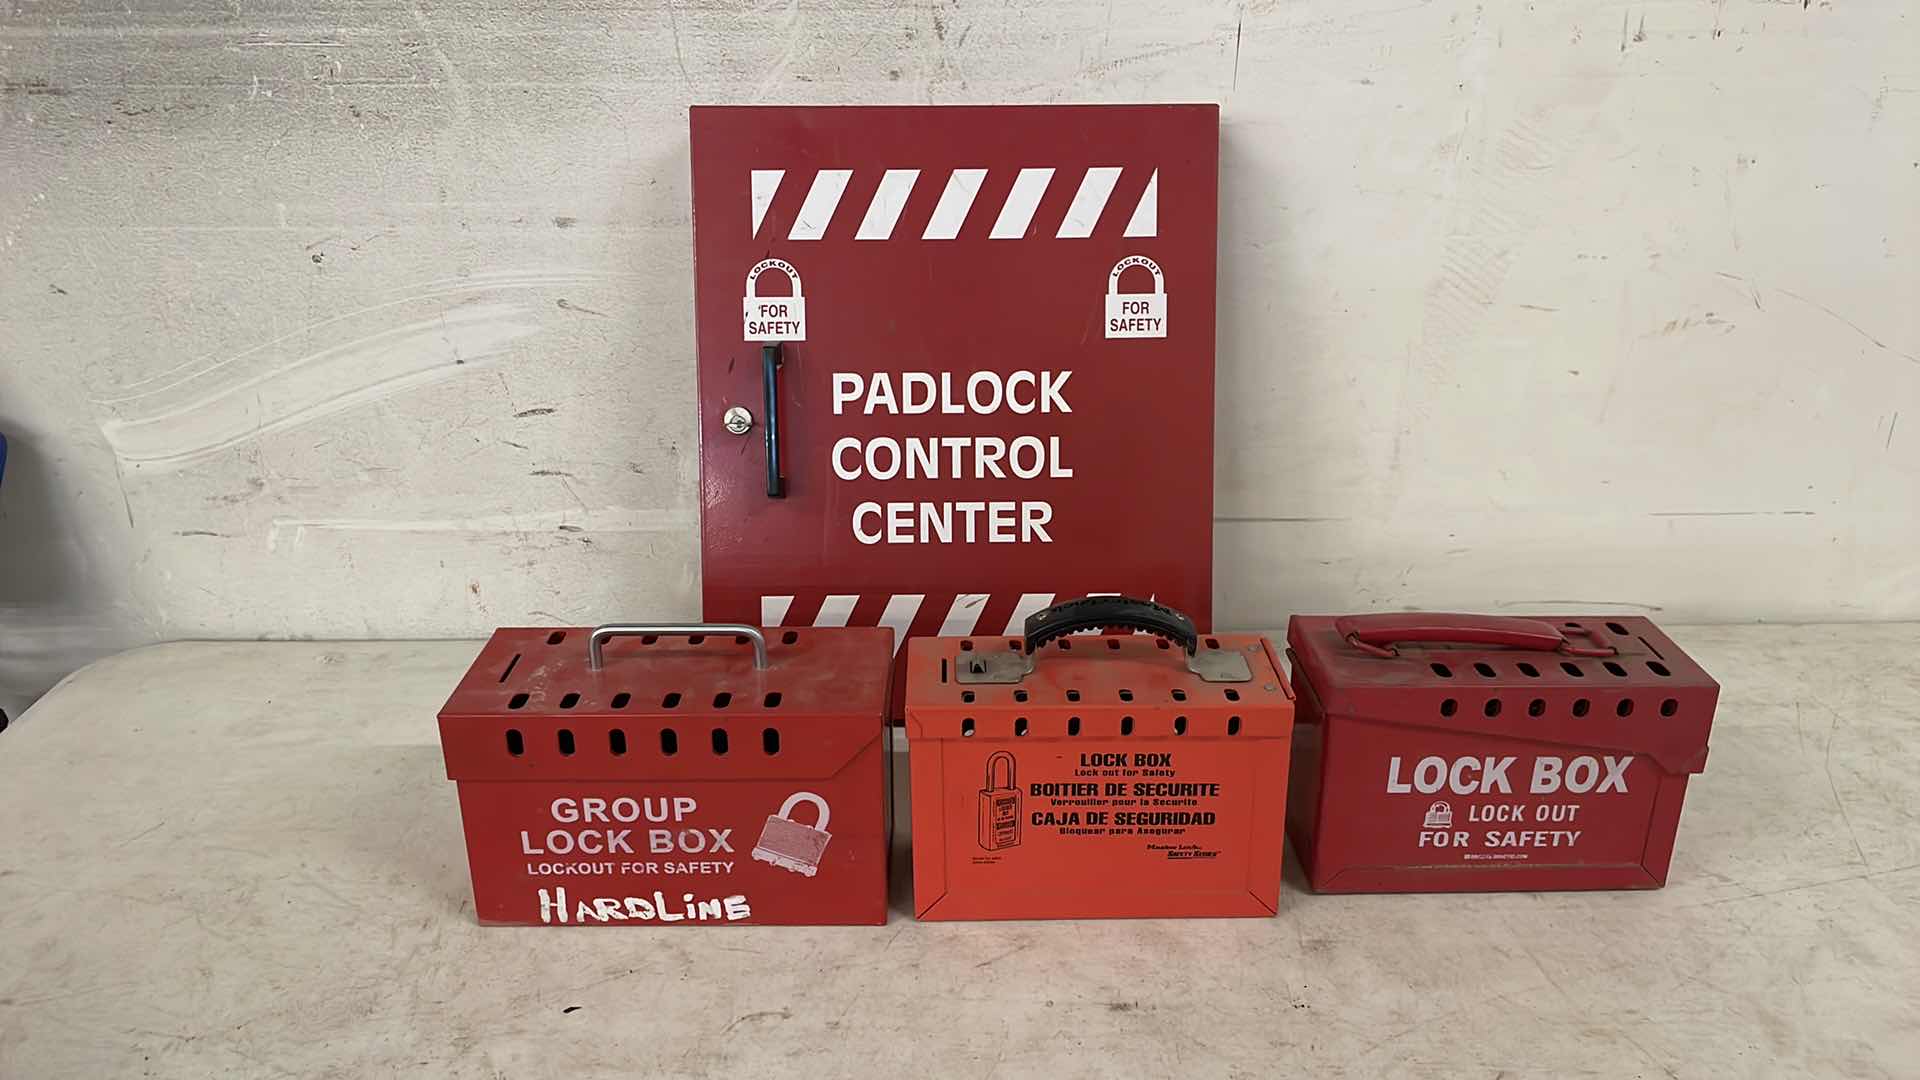 LOCKOUT
FOR
SAFETY
LOCKOUT
FOR
SAFETY
PADLOCK
CONTROL
CENTER
GROUP
LOCK BOX
LOCKOUT FOR SAFETY
HARDLINE
LOCK BOX
Lock out for Safety
BOITIER DE SECURITE
Verrouiller pour la Securite
CAJA DE SEGURIDAD
Bloquear para Asegurar
Master Lock
SAFETY SERIES
LOCK BOX
LOCK OUT
FOR SAFETY